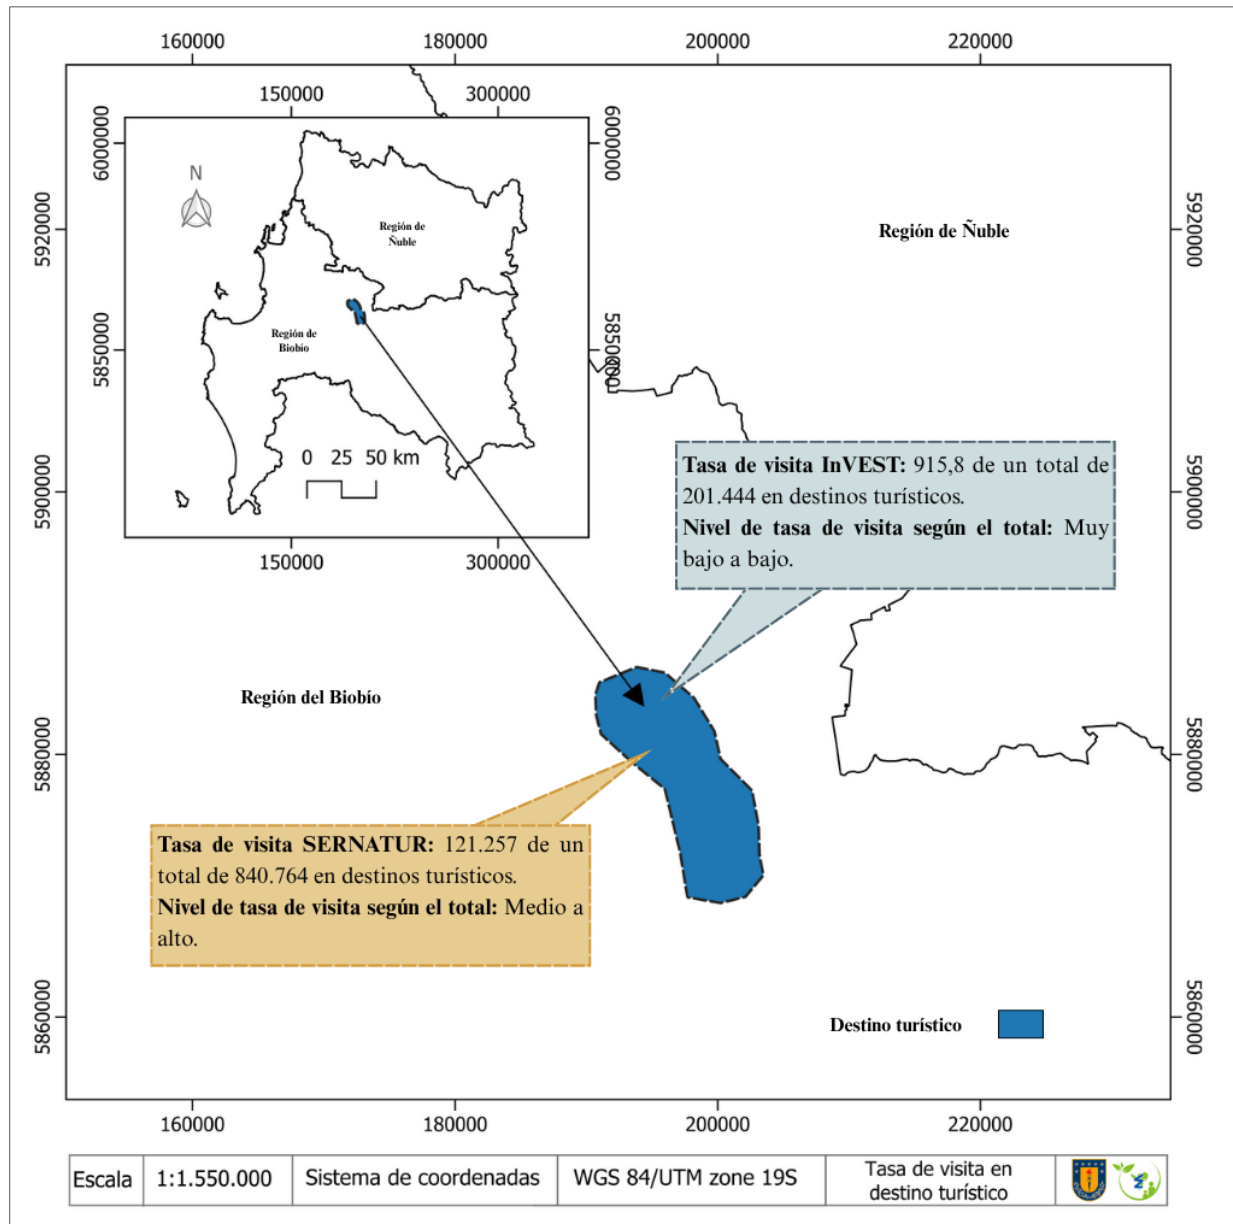 160000 180000 200000 220000
150000 300000
6000000 6000000
N
Región de
Ñuble
Región de Ñuble
5920000 5920000
Región de
Biobío
5850000 5850000
0 25 50 km
150000 300000
5900000 5900000
Tasa de visita InVEST: 915,8 de un total de
201.444 en destinos turísticos.
Nivel de tasa de visita según el total: Muy
bajo a bajo.
Región del Biobío
5880000 5880000
Tasa de visita SERNATUR: 121.257 de un
total de 840.764 en destinos turísticos.
Nivel de tasa de visita según el total: Medio a
alto.
5860000 5860000
Destino turístico
160000 180000 200000 220000
Escala 1:1.550.000 Sistema de coordenadas WGS 84/UTM zone 19S Tasa de visita en
destino turístico